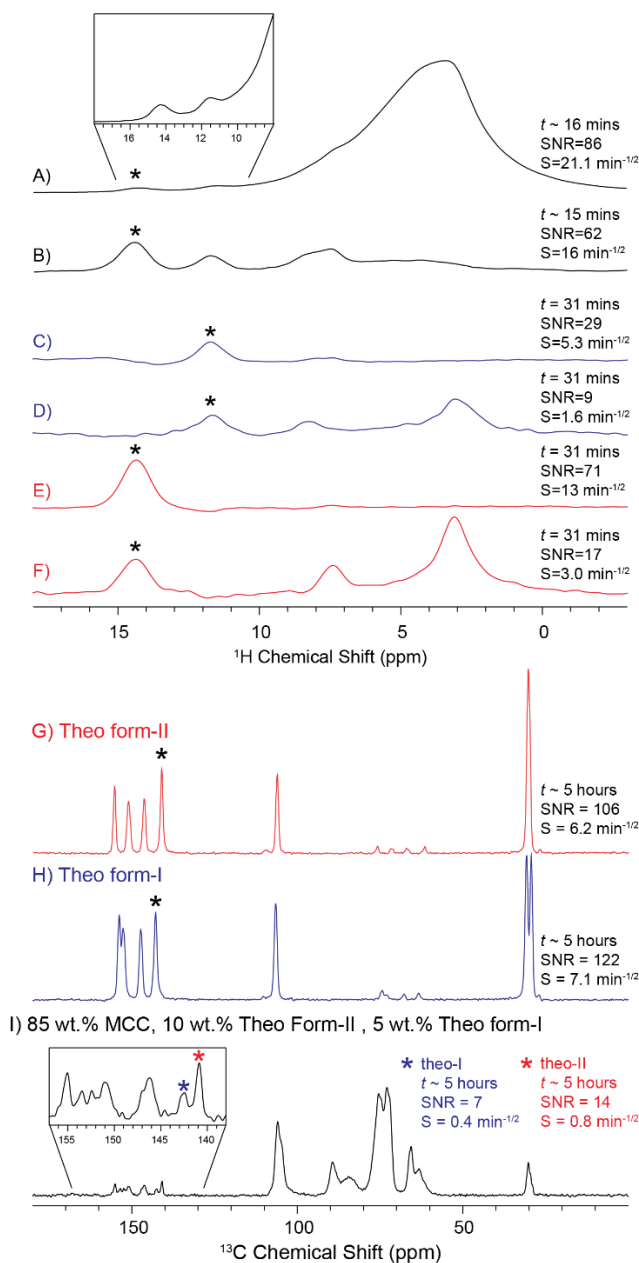 16 14 12 10
A)
*
t ~ 16 mins
SNR=86
S=21.1 min-1/2
B)
*
t ~ 15 mins
SNR=62
S=16 min-1/2
C)
*
t = 31 mins
SNR=29
S=5.3 min-1/2
D)
*
t = 31 mins
SNR=9
S=1.6 min-1/2
E)
*
t = 31 mins
SNR=71
S=13 min-1/2
F)
*
t = 31 mins
SNR=17
S=3.0 min-1/2
15 10 5 0
1H Chemical Shift (ppm)
G) Theo form-II
*
t ~ 5 hours
SNR = 106
S = 6.2 min-1/2
H) Theo form-I
*
t ~ 5 hours
SNR = 122
S = 7.1 min-1/2
I) 85 wt.% MCC, 10 wt.% Theo Form-II , 5 wt.% Theo form-I
* *
155 150 145 140
* theo-I
t ~ 5 hours
SNR = 7
S = 0.4 min-1/2
* theo-II
t ~ 5 hours
SNR = 14
S = 0.8 min-1/2
150 100 50
13C Chemical Shift (ppm)